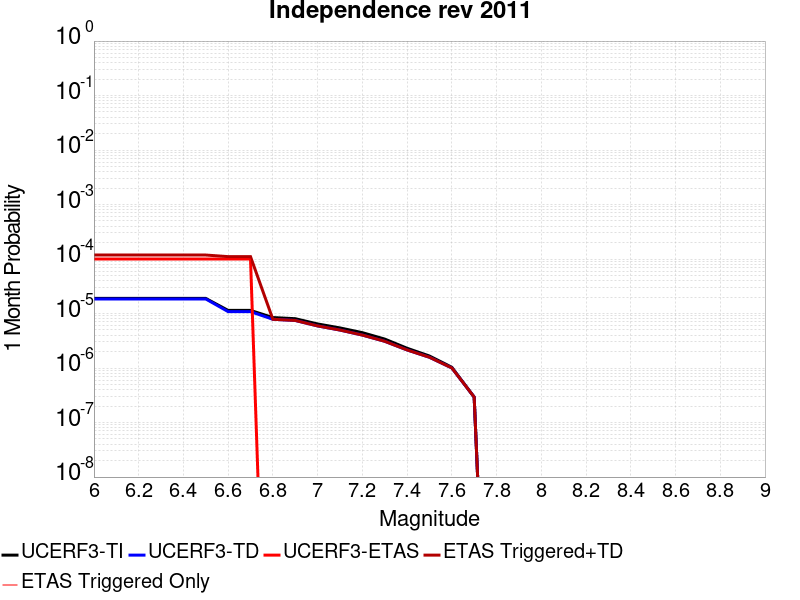 Independence rev 2011
10^0
10^-1
10^-2
10^-3
10^-4
10^-5
10^-6
10^-7
10^-8
1 Month Probability
6 6.2 6.4 6.6 6.8 7 7.2 7.4 7.6 7.8 8 8.2 8.4 8.6 8.8 9
Magnitude
UCERF3-TI UCERF3-TD UCERF3-ETAS ETAS Triggered+TD
ETAS Triggered Only